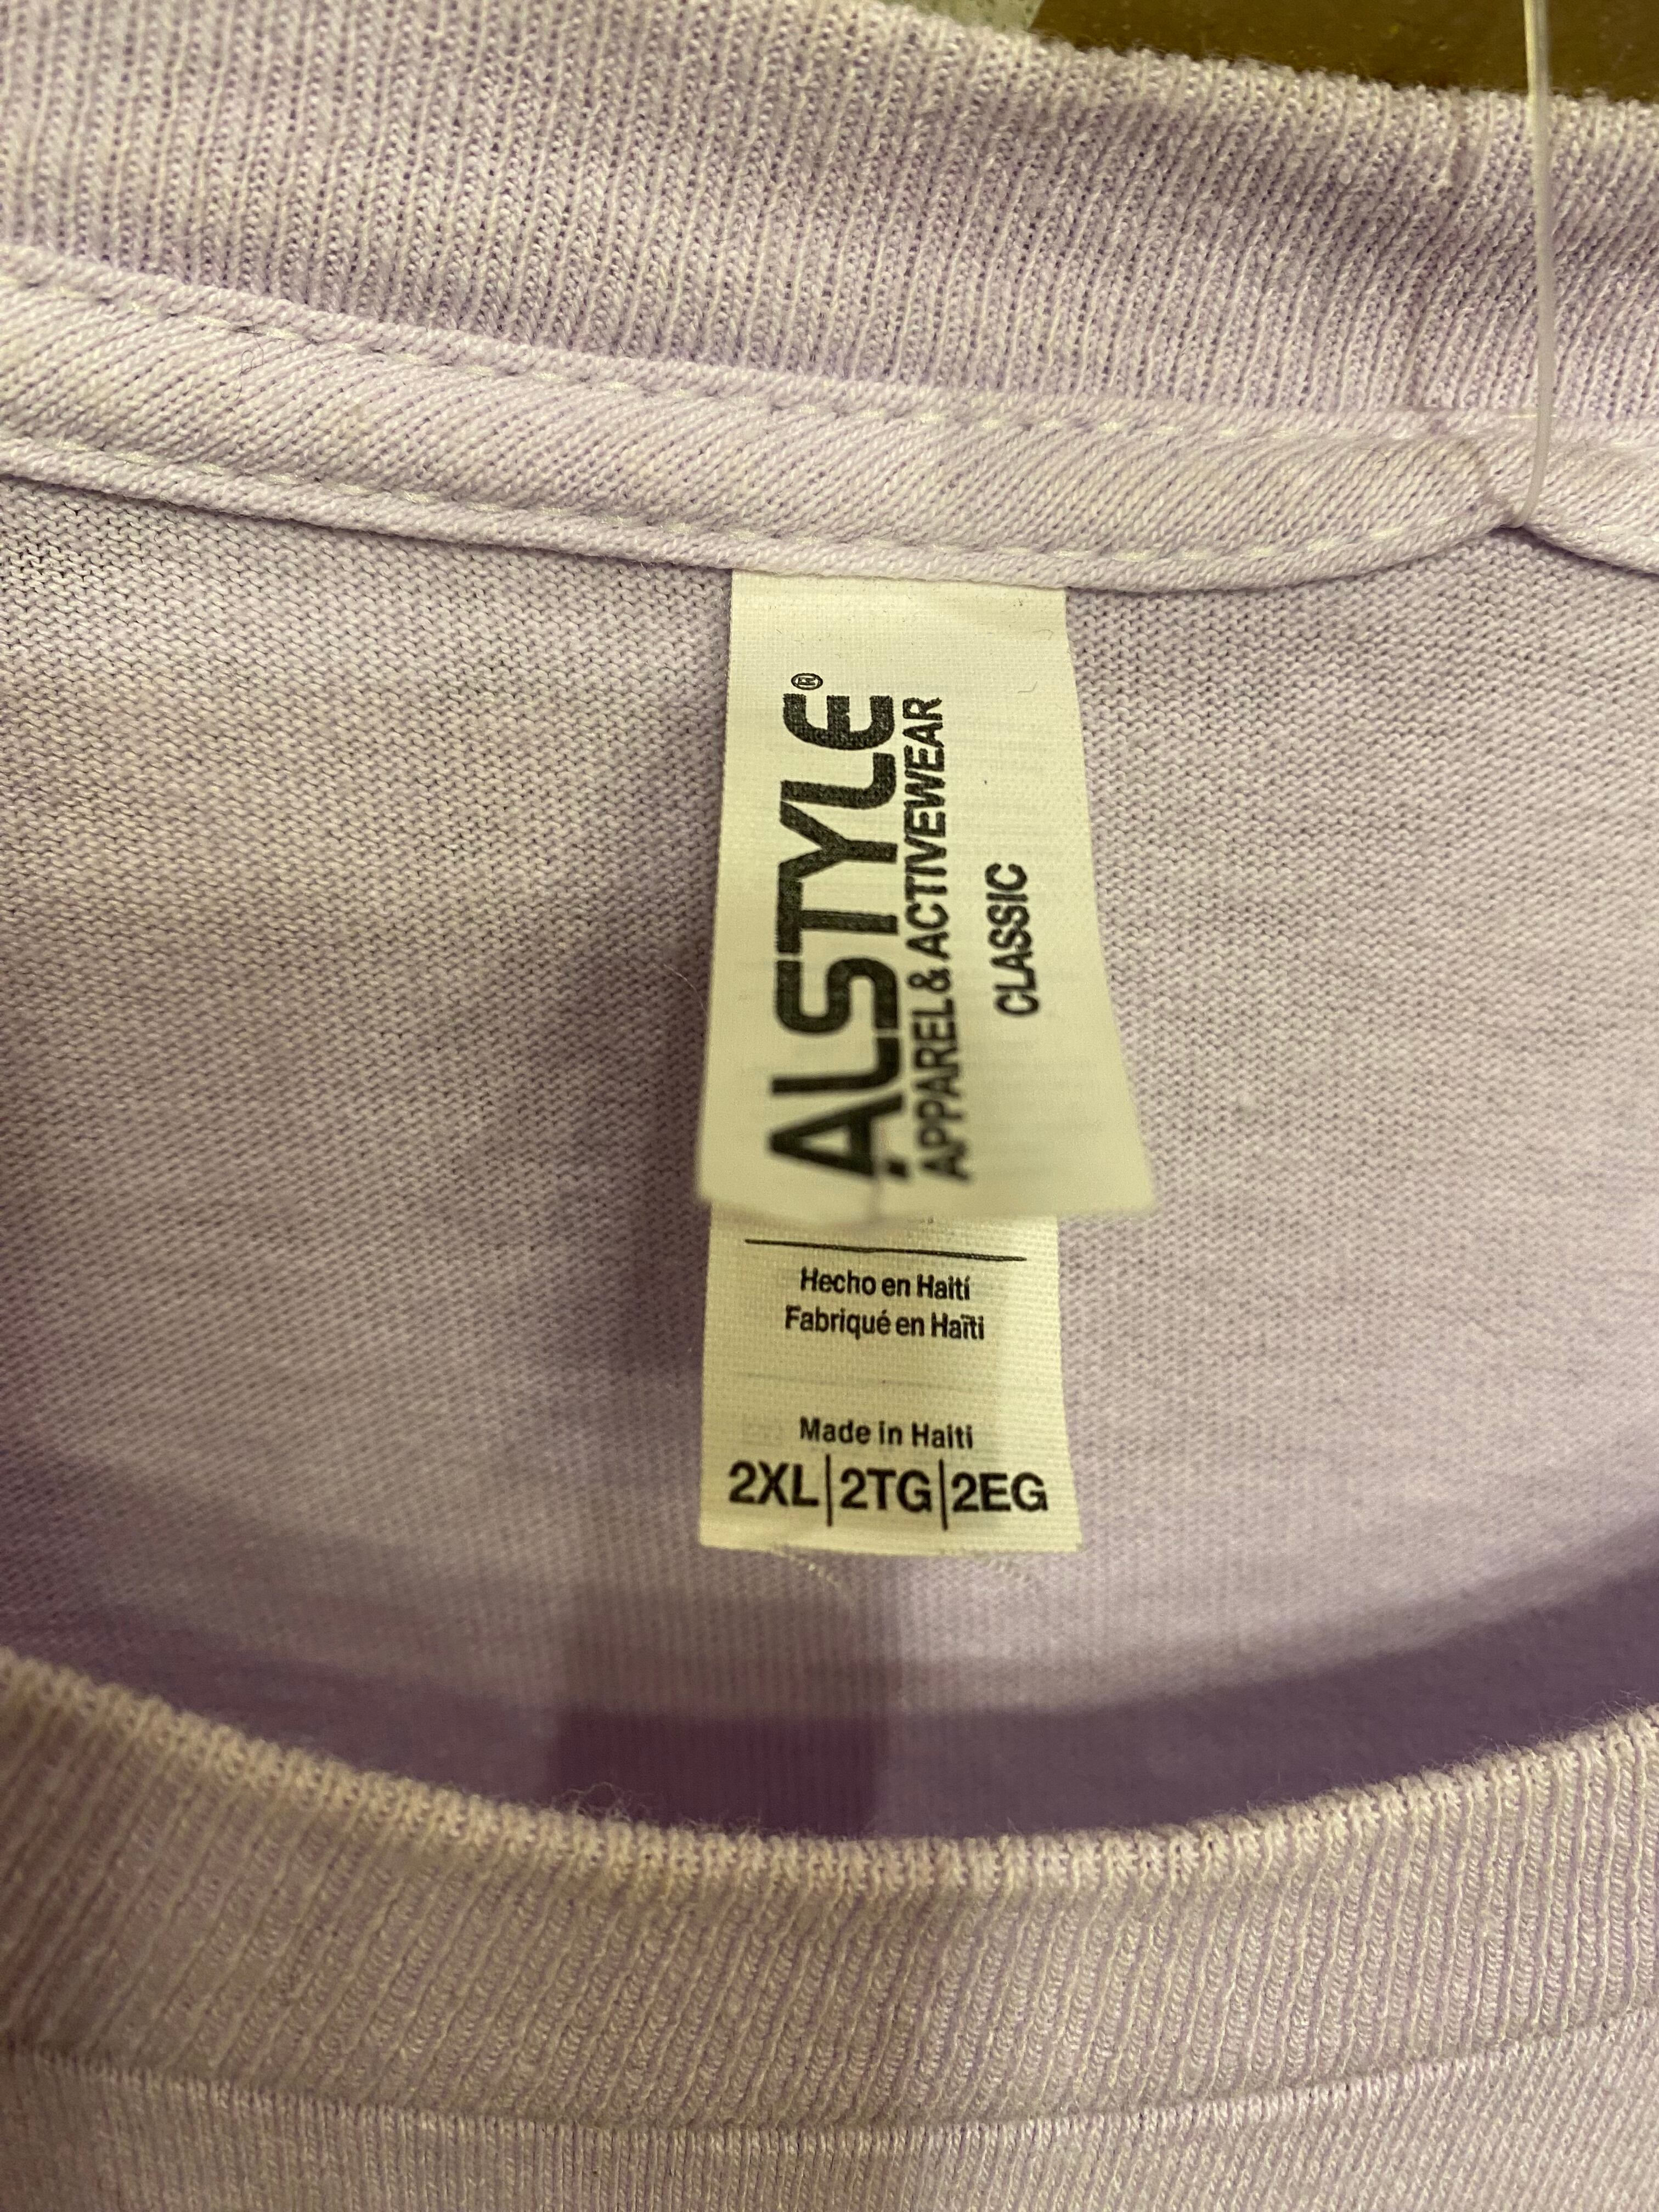 ALSTYLE®
APPAREL & ACTIVEWEAR
CLASSIC
Hecho en Haití
Fabriqué en Haïti
Made in Haiti
2XL|2TG|2EG